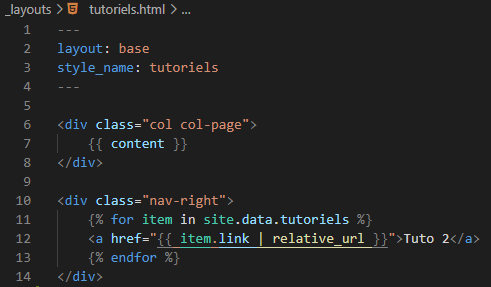 _layouts > tutoriels.html > ...
1 ---
2 layout: base
3 style_name: tutoriels
4 ---
5
6 <div class="col col-page">
7     {{ content }}
8 </div>
9
10 <div class="nav-right">
11     {% for item in site.data.tutoriels %}
12     <a href="{{ item.link | relative_url }}">Tuto 2</a>
13     {% endfor %}
14 </div>